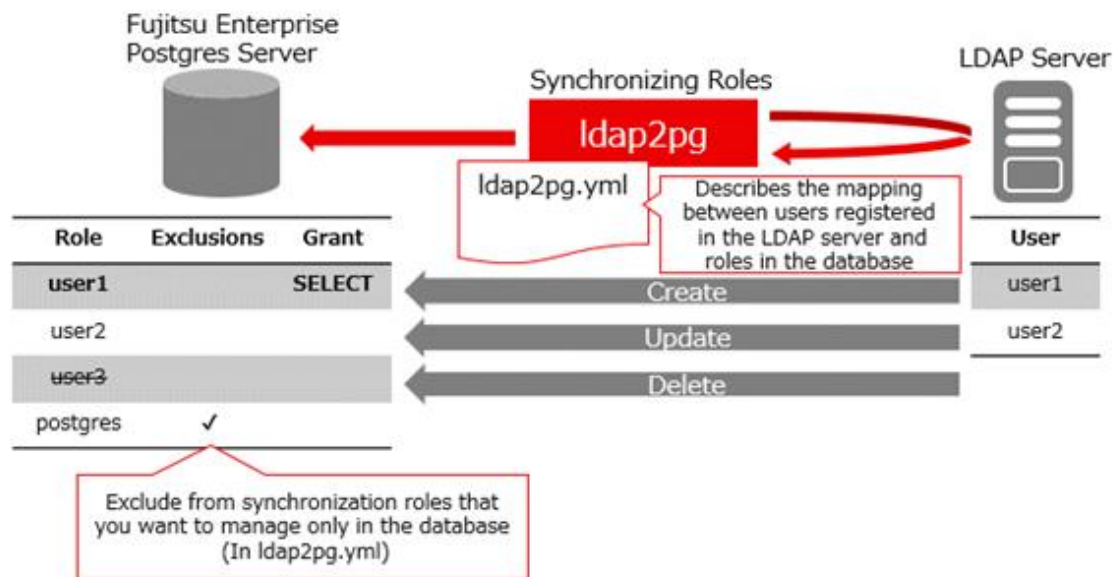 Fujitsu Enterprise
Postgres Server
LDAP Server
Synchronizing Roles
ldap2pg
ldap2pg.yml
Describes the mapping
between users registered
in the LDAP server and
roles in the database
Role Exclusions Grant
user1 SELECT
user2
user3
postgres ✓
Create
Update
Delete
User
user1
user2
Exclude from synchronization roles that
you want to manage only in the database
(In ldap2pg.yml)